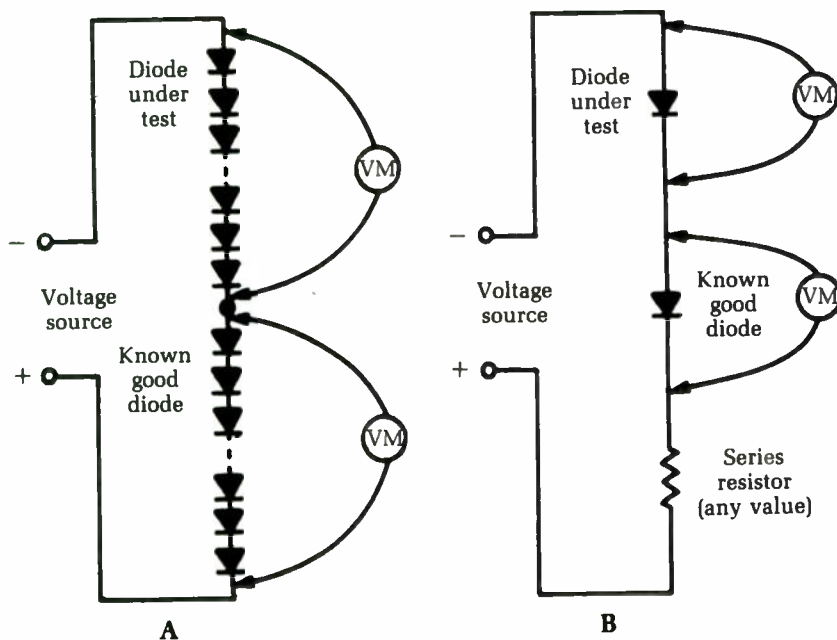 Diode
under
test
VM
−
Voltage
source
+
Known
good
diode
VM
A
Diode
under
test
VM
−
Voltage
source
+
Known
good
diode
VM
Series
resistor
(any value)
B